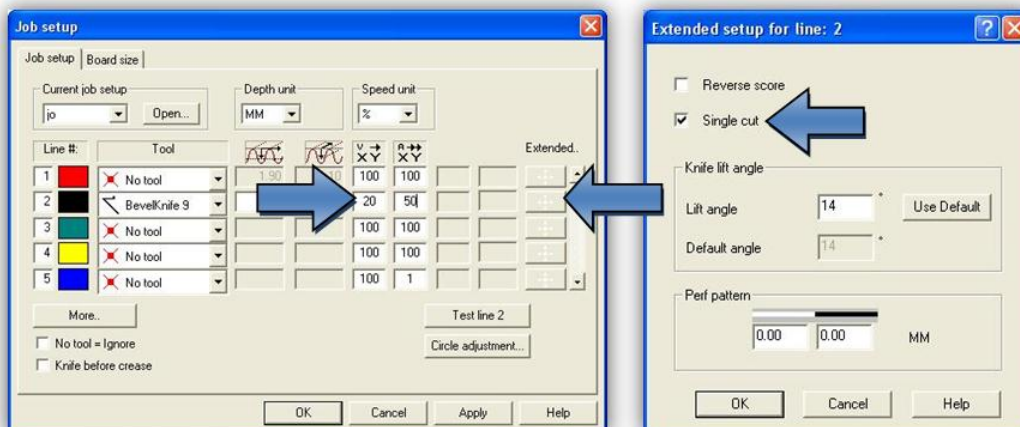 Job setup
Job setup Board size
Current job setup Depth unit Speed unit
jo Open... MM %
Line #: Tool V XY A XY Extended..
1 No tool 1.90 10 100 100
2 BevelKnife 9 20 50
3 No tool 100 100
4 No tool 100 100
5 No tool 100 1
More.. Test line 2
No tool = Ignore Circle adjustment...
Knife before crease
OK Cancel Apply Help
Extended setup for line: 2
Reverse score
Single cut
Knife lift angle
Lift angle 14 ° Use Default
Default angle 14 °
Perf pattern
0.00 0.00 MM
OK Cancel Help